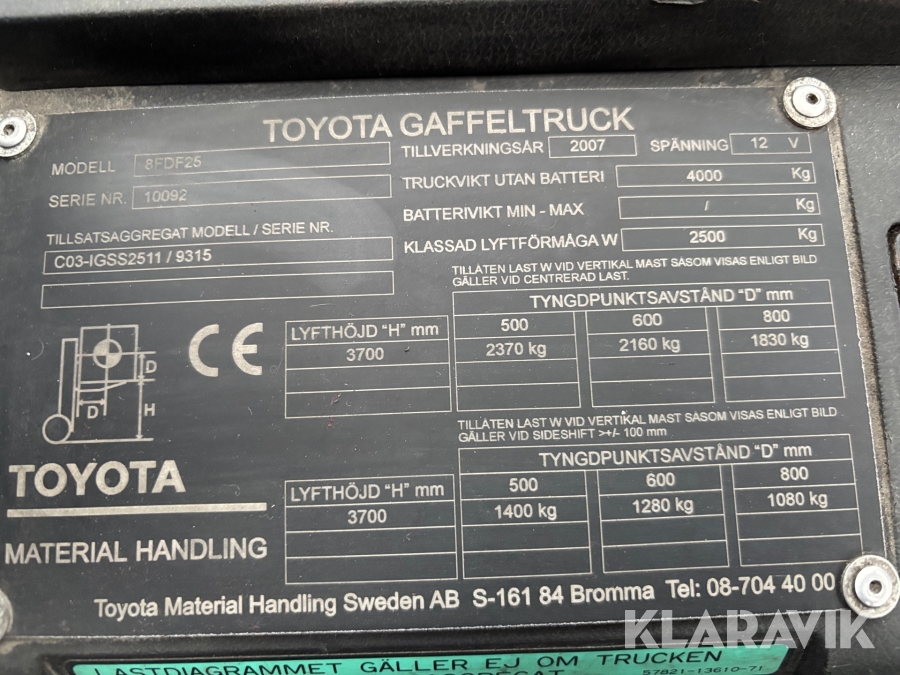 TOYOTA GAFFELTRUCK
MODELL 8FDF25
TILLVERKNINGSÅR 2007 SPÄNNING 12 V
SERIE NR. 10092
TRUCKVIKT UTAN BATTERI 4000 Kg
BATTERIVIKT MIN - MAX / Kg
TILLSATSAGGREGAT MODELL / SERIE NR.
KLASSAD LYFTFÖRMÅGA W 2500 Kg
C03-IGSS2511 / 9315
TILLÅTEN LAST W VID VERTIKAL MAST SÅSOM VISAS ENLIGT BILD
GÄLLER VID CENTRERAD LAST.
TYNGDPUNKTSAVSTÅND "D" mm
LYFTHÖJD "H" mm 500 600 800
3700 2370 kg 2160 kg 1830 kg
D
D
H
CE
TILLÅTEN LAST W VID VERTIKAL MAST SÅSOM VISAS ENLIGT BILD
GÄLLER VID SIDESHIFT >+/- 100 mm
TYNGDPUNKTSAVSTÅND "D" mm
LYFTHÖJD "H" mm 500 600 800
3700 1400 kg 1280 kg 1080 kg
TOYOTA
MATERIAL HANDLING
Toyota Material Handling Sweden AB S-161 84 Bromma Tel: 08-704 40 00
KLARAVIK
LASTDIAGRAMMET GÄLLER EJ OM TRUCKEN
57821-13610-71